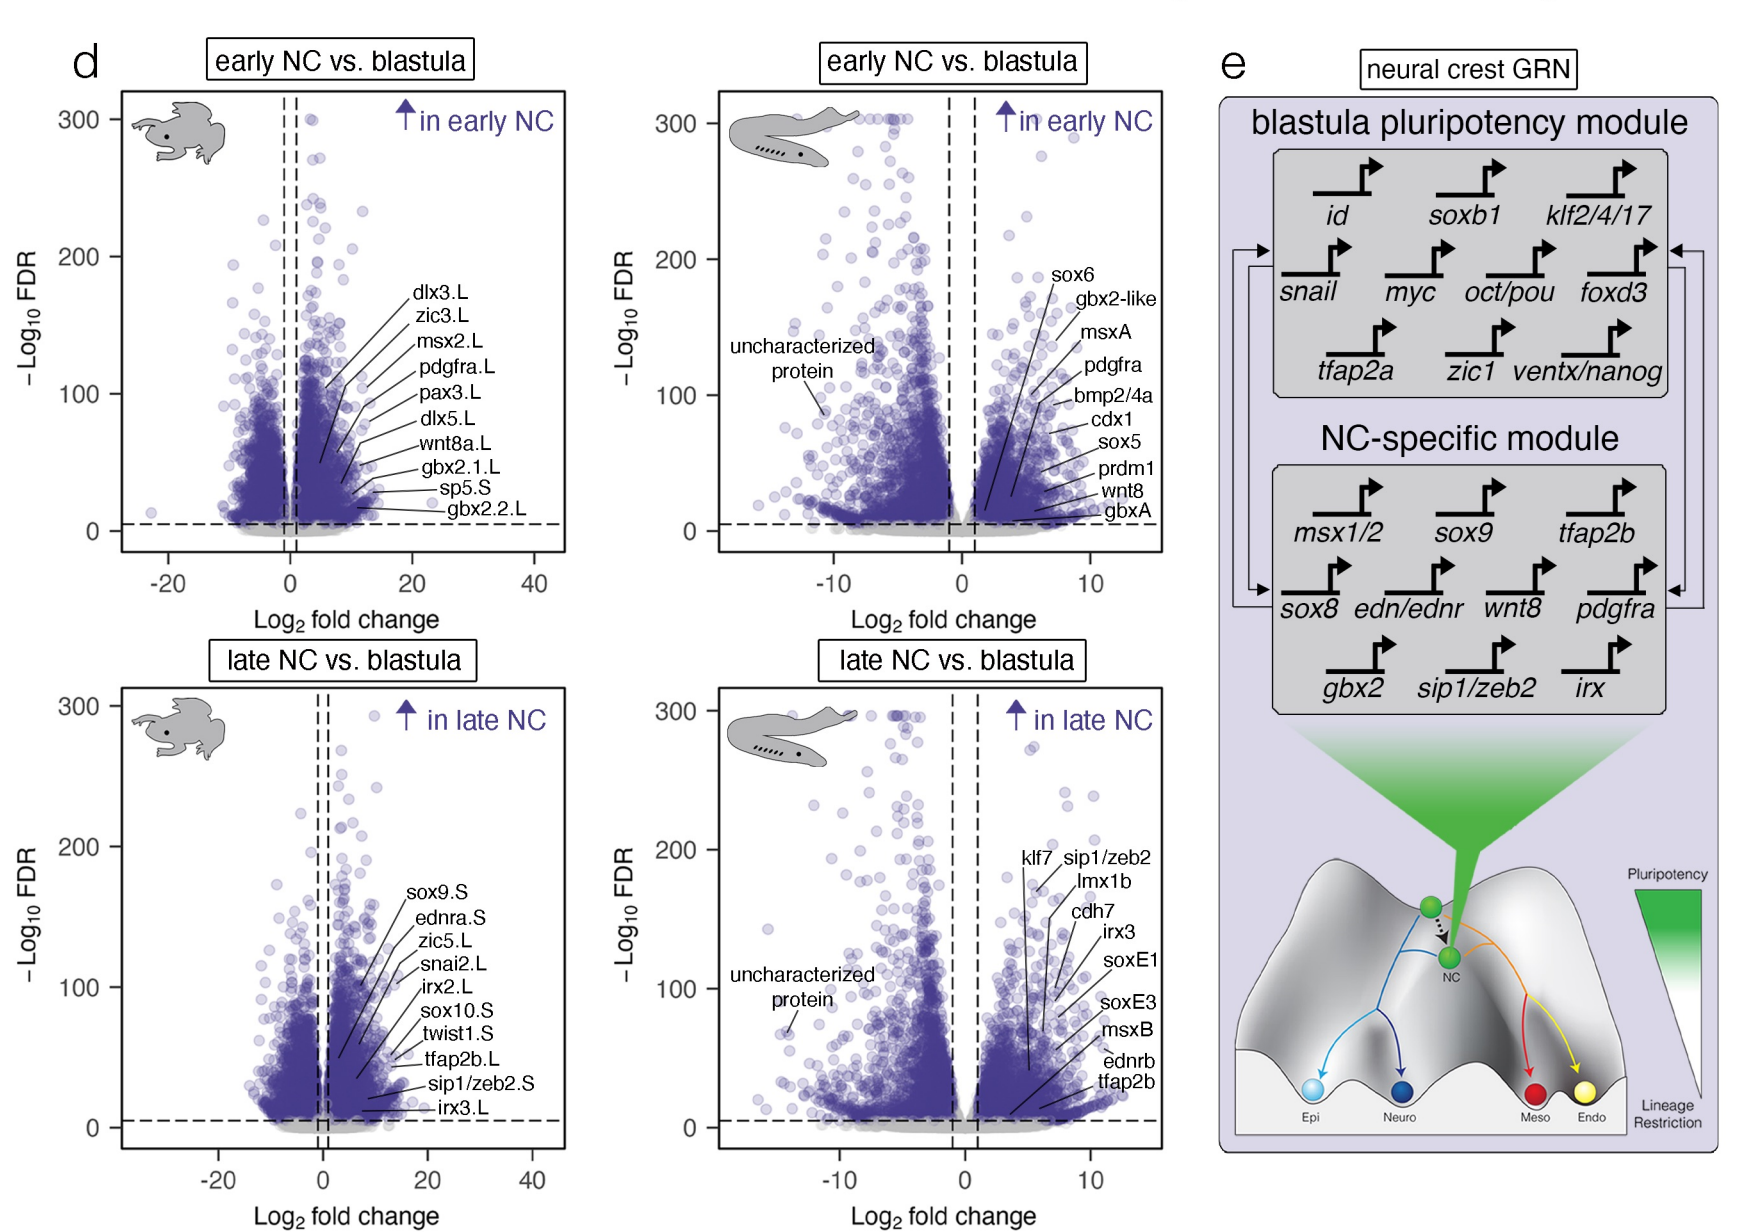 d
early NC vs. blastula
↑ in early NC
300
200
100
0
−Log10 FDR
dlx3.L
zic3.L
msx2.L
pdgfra.L
pax3.L
dlx5.L
wnt8a.L
gbx2.1.L
sp5.S
gbx2.2.L
-20
0
20
40
Log2 fold change
early NC vs. blastula
↑ in early NC
300
200
100
0
−Log10 FDR
uncharacterized
protein
sox6
gbx2-like
msxA
pdgfra
bmp2/4a
cdx1
sox5
prdm1
wnt8
gbxA
-10
0
10
Log2 fold change
late NC vs. blastula
↑ in late NC
300
200
100
0
−Log10 FDR
sox9.S
ednra.S
zic5.L
snai2.L
irx2.L
sox10.S
twist1.S
tfap2b.L
sip1/zeb2.S
irx3.L
-20
0
20
40
Log2 fold change
late NC vs. blastula
↑ in late NC
300
200
100
0
−Log10 FDR
uncharacterized
protein
klf7 sip1/zeb2
lmx1b
cdh7
irx3
soxE1
soxE3
msxB
ednrb
tfap2b
-10
0
10
Log2 fold change
e
neural crest GRN
blastula pluripotency module
id soxb1 klf2/4/17
snail myc oct/pou foxd3
tfap2a zic1 ventx/nanog
NC-specific module
msx1/2 sox9 tfap2b
sox8 edn/ednr wnt8 pdgfra
gbx2 sip1/zeb2 irx
Pluripotency
NC
Epi Neuro Meso Endo
Lineage
Restriction